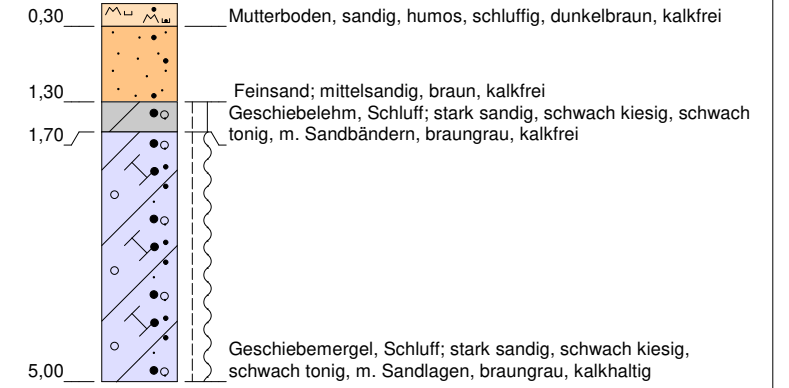 0,30 Mutterboden, sandig, humos, schluffig, dunkelbraun, kalkfrei
1,30 Feinsand; mittelsandig, braun, kalkfrei
Geschiebelehm, Schluff; stark sandig, schwach kiesig, schwach
1,70 tonig, m. Sandbändern, braungrau, kalkfrei
Geschiebemergel, Schluff; stark sandig, schwach kiesig,
5,00 schwach tonig, m. Sandlagen, braungrau, kalkhaltig